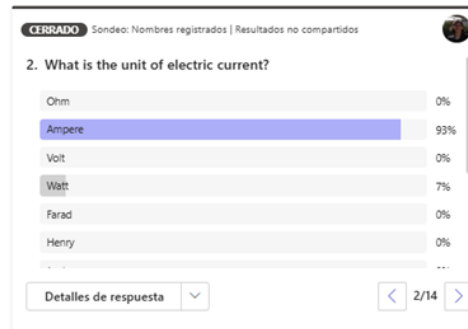 CERRADO Sondeo: Nombres registrados | Resultados no compartidos
2. What is the unit of electric current?
Ohm 0%
Ampere 93%
Volt 0%
Watt 7%
Farad 0%
Henry 0%
Detalles de respuesta 2/14